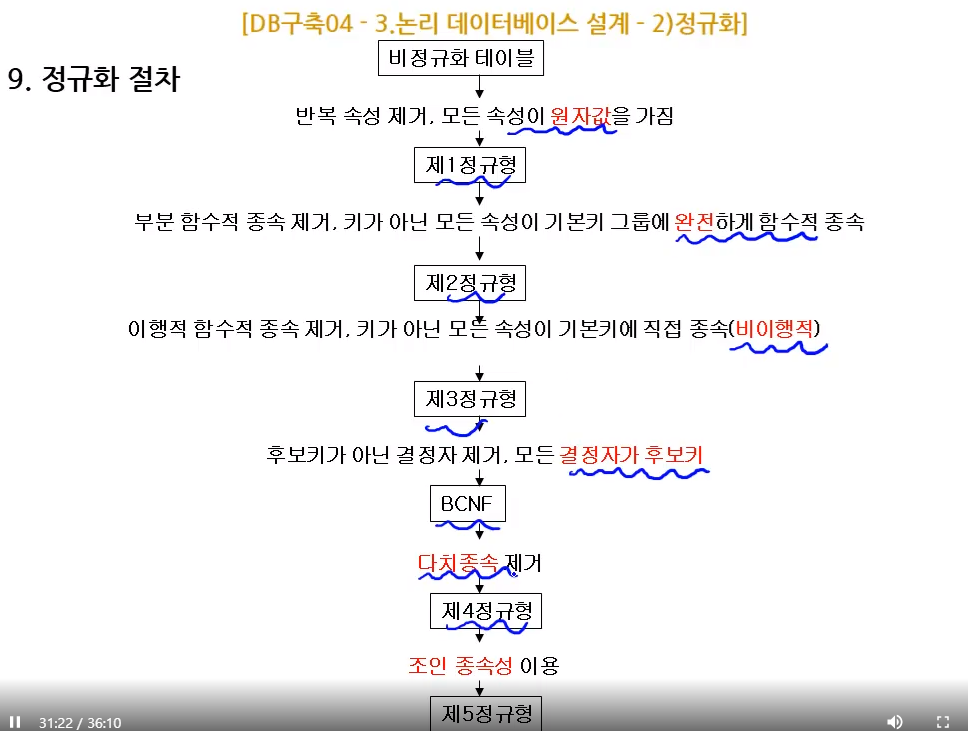 [DB구축04 - 3.논리 데이터베이스 설계 - 2)정규화]
9. 정규화 절차
비정규화 테이블
반복 속성 제거, 모든 속성이 원자값을 가짐
제1정규형
부분 함수적 종속 제거, 키가 아닌 모든 속성이 기본키 그룹에 완전하게 함수적 종속
제2정규형
이행적 함수적 종속 제거, 키가 아닌 모든 속성이 기본키에 직접 종속(비이행적)
제3정규형
후보키가 아닌 결정자 제거, 모든 결정자가 후보키
BCNF
다치종속 제거
제4정규형
조인 종속성 이용
제5정규형
31:22 / 36:10